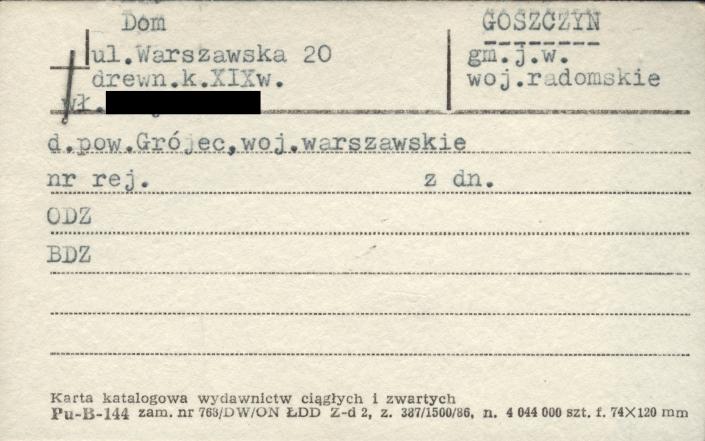 Dom
ul.Warszawska 20
drewn.k.XIXw.
wł.
GOSZCZYN
gm.j.w.
woj.radomskie
d.pow.Grójec,woj.warszawskie
nr rej. z dn.
ODZ
BDZ
Karta katalogowa wydawnictw ciągłych i zwartych
Pu-B-144 zam. nr 763/DW/ON ŁDD Z-d 2, z. 387/1500/86, n. 4 044 000 szt. f. 74×120 mm